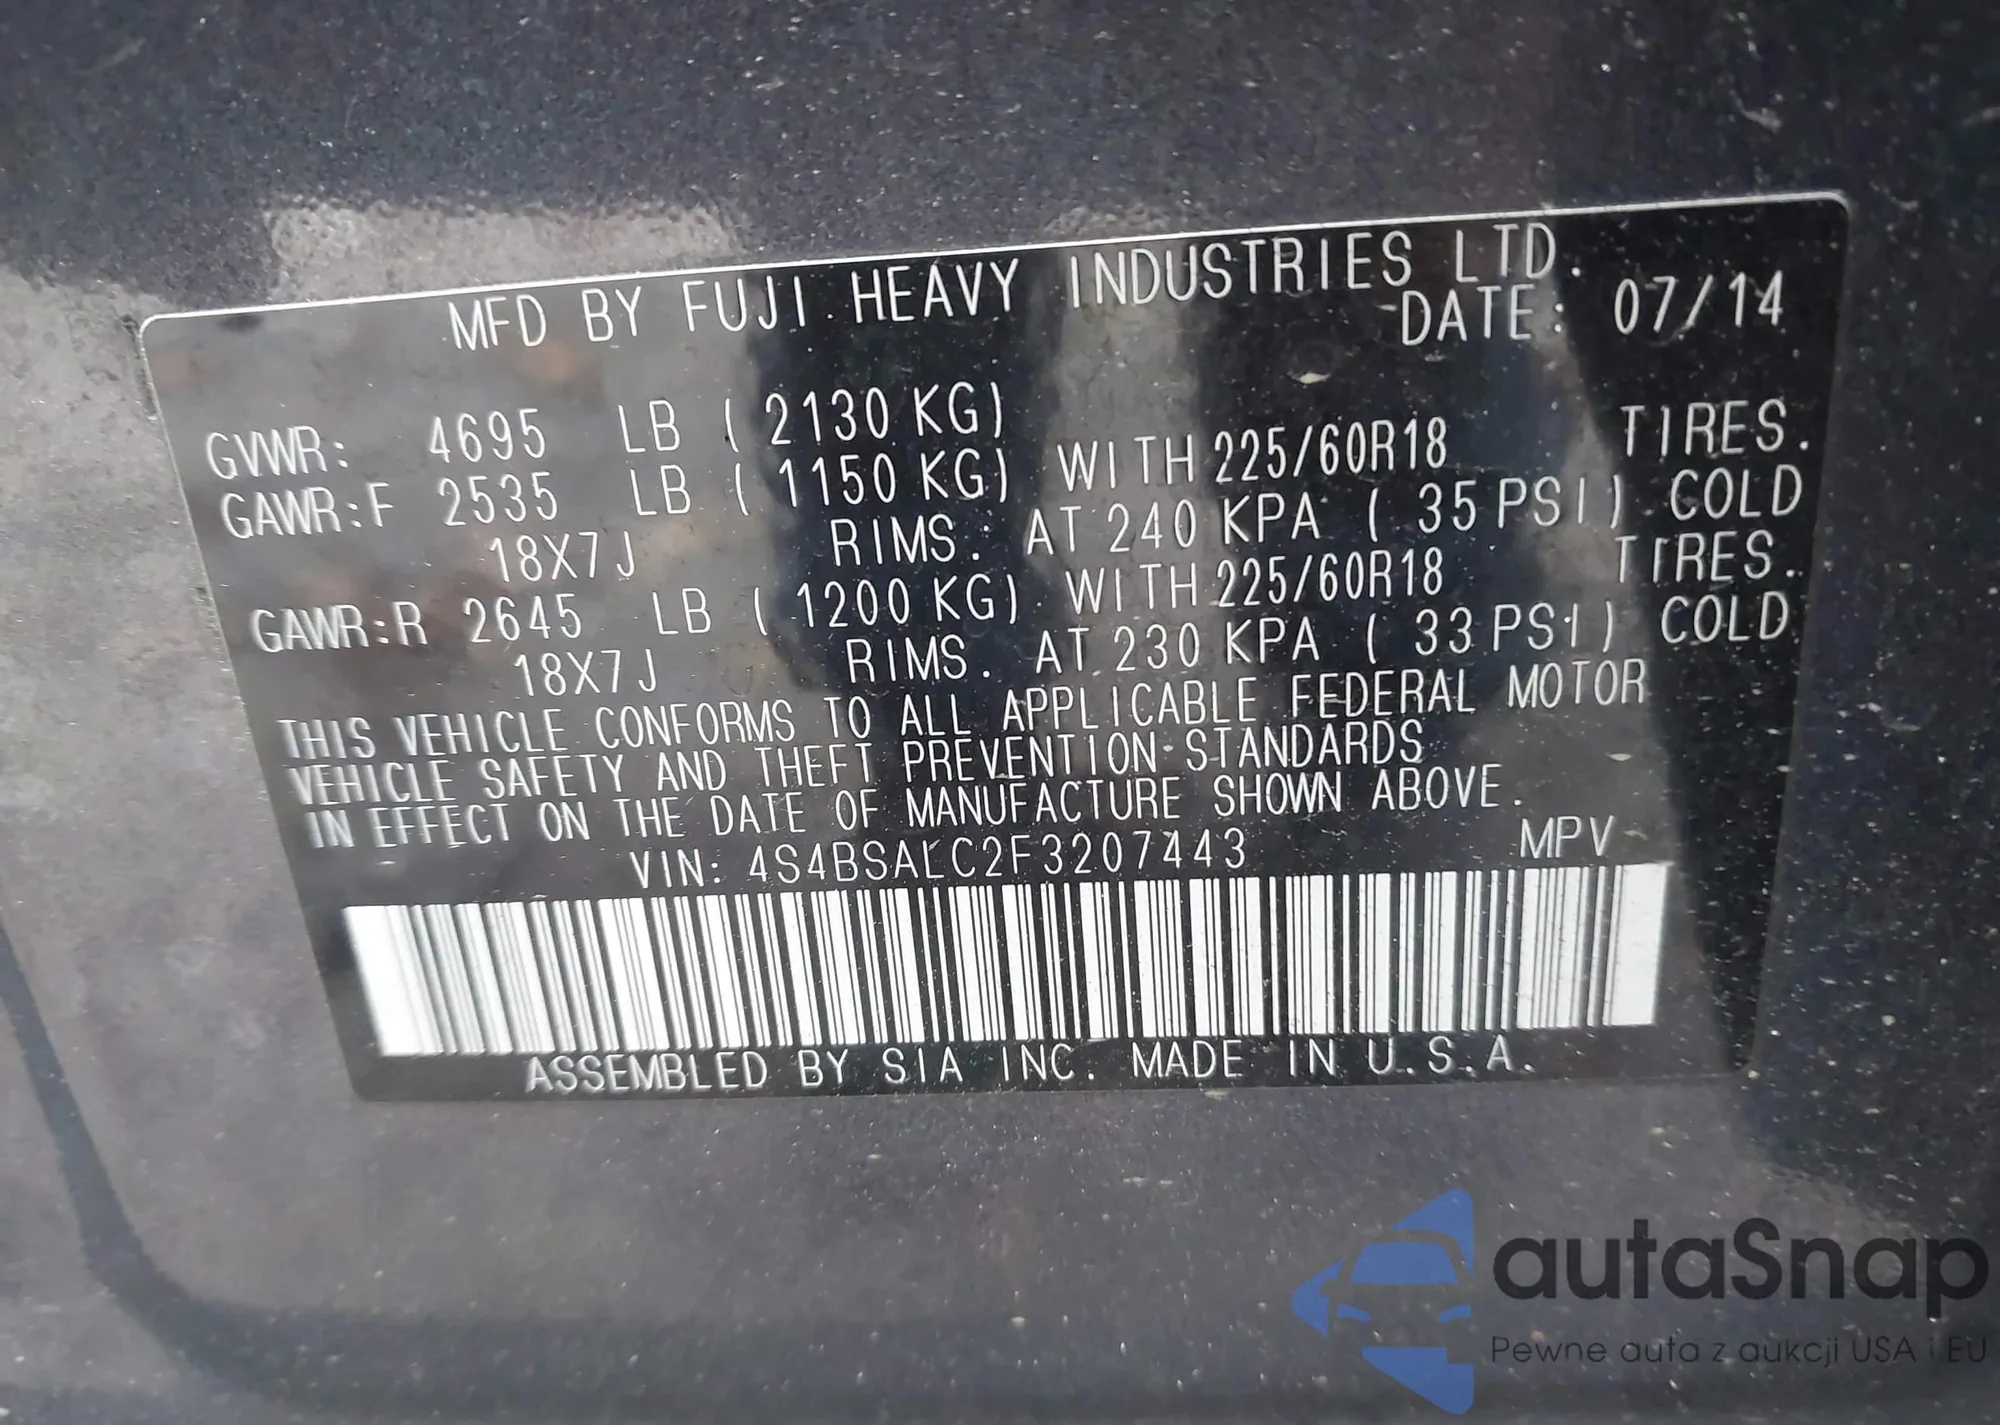 MFD BY FUJI HEAVY INDUSTRIES LTD.
DATE: 07/14
GVWR: 4695 LB ( 2130 KG)
GAWR:F 2535 LB ( 1150 KG) WITH 225/60R18 TIRES.
18X7J RIMS. AT 240 KPA ( 35 PSI) COLD
GAWR:R 2645 LB ( 1200 KG) WITH 225/60R18 TIRES.
18X7J RIMS. AT 230 KPA ( 33 PSI) COLD
THIS VEHICLE CONFORMS TO ALL APPLICABLE FEDERAL MOTOR
VEHICLE SAFETY AND THEFT PREVENTION STANDARDS
IN EFFECT ON THE DATE OF MANUFACTURE SHOWN ABOVE.
VIN: 4S4BSALC2F3207443 MPV
ASSEMBLED BY SIA INC. MADE IN U.S.A.
autaSnap
Pewne auta z aukcji USA i EU